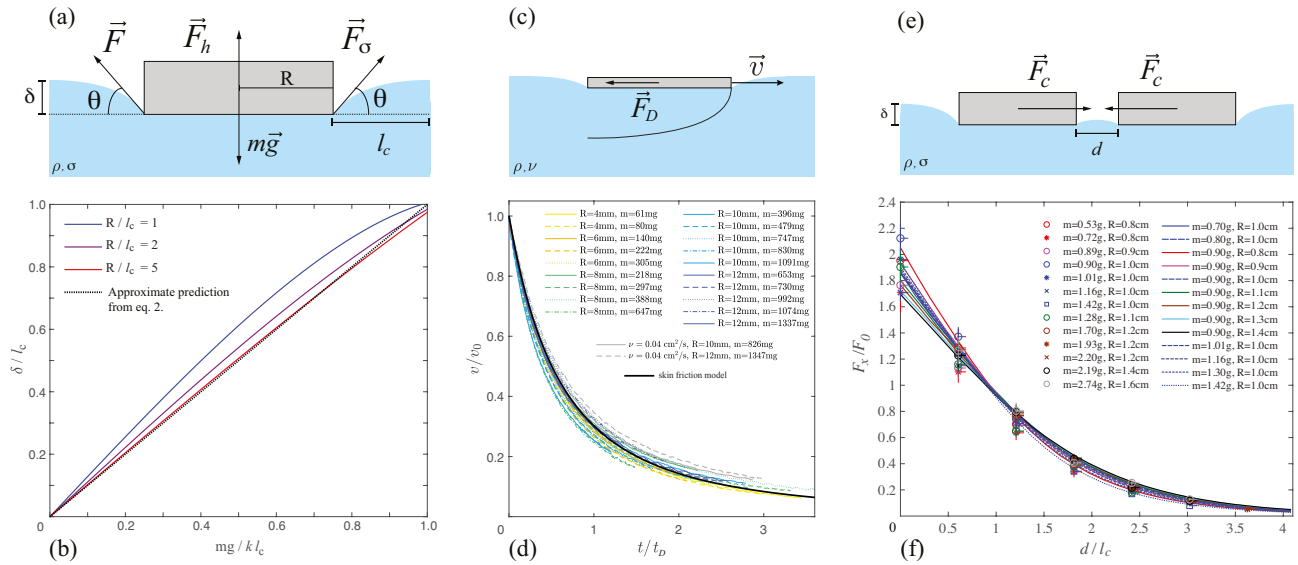 (a)
F⃗
F⃗_h
F⃗_σ
R
δ
θ
θ
mg⃗
l_c
ρ, σ
(c)
v⃗
F⃗_D
ρ, ν
(e)
F⃗_c
F⃗_c
δ
d
ρ, σ
1.0
0.8
0.6
0.4
0.2
0
0.2
0.4
0.6
0.8
1.0
δ / l_c
mg / k l_c
R / l_c = 1
R / l_c = 2
R / l_c = 5
Approximate prediction
from eq. 2.
(b)
1.0
0.8
0.6
0.4
0.2
1
2
3
v/v_0
t/t_D
R=4mm, m=61mg
R=4mm, m=80mg
R=6mm, m=140mg
R=6mm, m=222mg
R=6mm, m=305mg
R=8mm, m=218mg
R=8mm, m=297mg
R=8mm, m=388mg
R=8mm, m=647mg
R=10mm, m=396mg
R=10mm, m=479mg
R=10mm, m=747mg
R=10mm, m=830mg
R=10mm, m=1091mg
R=12mm, m=653mg
R=12mm, m=730mg
R=12mm, m=992mg
R=12mm, m=1074mg
R=12mm, m=1337mg
ν = 0.04 cm²/s, R=10mm, m=826mg
ν = 0.04 cm²/s, R=12mm, m=1347mg
skin friction model
(d)
2.4
2.2
2
1.8
1.6
1.4
1.2
1.0
0.8
0.6
0.4
0.2
0
0.5
1.0
1.5
2.0
2.5
3.0
3.5
4.0
F_x/F_0
d/l_c
m=0.53g, R=0.8cm
m=0.72g, R=0.8cm
m=0.89g, R=0.9cm
m=0.90g, R=1.0cm
m=1.01g, R=1.0cm
m=1.16g, R=1.0cm
m=1.42g, R=1.0cm
m=1.28g, R=1.1cm
m=1.70g, R=1.2cm
m=1.93g, R=1.2cm
m=2.20g, R=1.2cm
m=2.19g, R=1.4cm
m=2.74g, R=1.6cm
m=0.70g, R=1.0cm
m=0.80g, R=1.0cm
m=0.90g, R=0.8cm
m=0.90g, R=0.9cm
m=0.90g, R=1.0cm
m=0.90g, R=1.1cm
m=0.90g, R=1.2cm
m=0.90g, R=1.3cm
m=0.90g, R=1.4cm
m=1.01g, R=1.0cm
m=1.16g, R=1.0cm
m=1.30g, R=1.0cm
m=1.42g, R=1.0cm
(f)